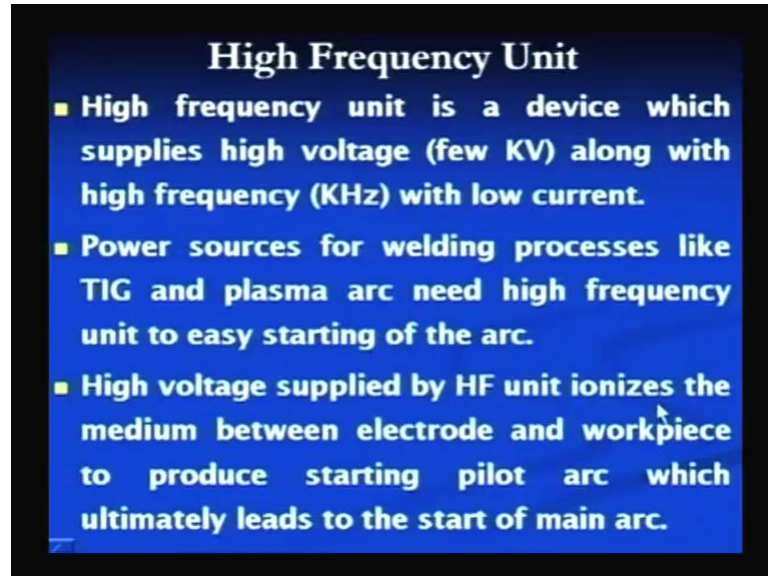 High Frequency Unit
High frequency unit is a device which
supplies high voltage (few KV) along with
high frequency (KHz) with low current.
Power sources for welding processes like
TIG and plasma arc need high frequency
unit to easy starting of the arc.
High voltage supplied by HF unit ionizes the
medium between electrode and workpiece
to produce starting pilot arc which
ultimately leads to the start of main arc.